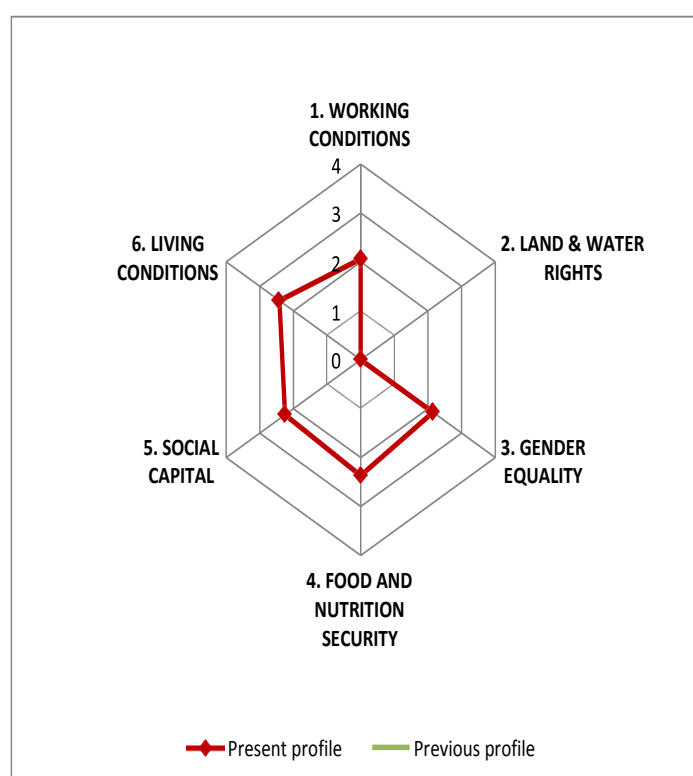 1. WORKING
CONDITIONS
4
3
2
1
0
2. LAND & WATER
RIGHTS
3. GENDER
EQUALITY
4. FOOD AND
NUTRITION
SECURITY
5. SOCIAL
CAPITAL
6. LIVING
CONDITIONS
Present profile
Previous profile